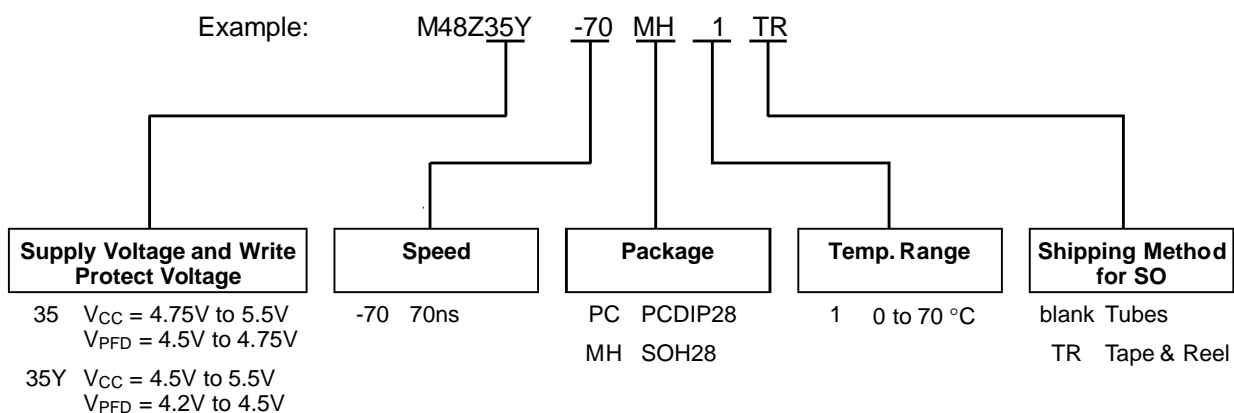 Example: M48Z35Y -70 MH 1 TR
Supply Voltage and Write
Protect Voltage
35 VCC = 4.75V to 5.5V
VPFD = 4.5V to 4.75V
35Y VCC = 4.5V to 5.5V
VPFD = 4.2V to 4.5V
Speed
-70 70ns
Package
PC PCDIP28
MH SOH28
Temp. Range
1 0 to 70 °C
Shipping Method
for SO
blank Tubes
TR Tape & Reel